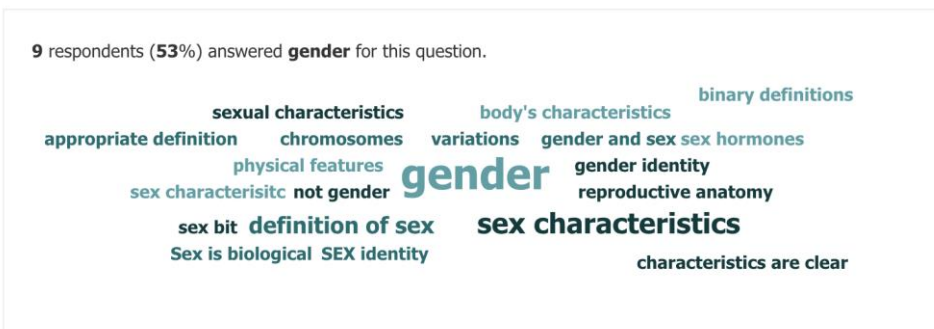 9 respondents (53%) answered gender for this question.
binary definitions
sexual characteristics body's characteristics
appropriate definition chromosomes variations gender and sex sex hormones
physical features gender gender identity
sex characterisitc not gender reproductive anatomy
sex bit definition of sex sex characteristics
Sex is biological SEX identity
characteristics are clear